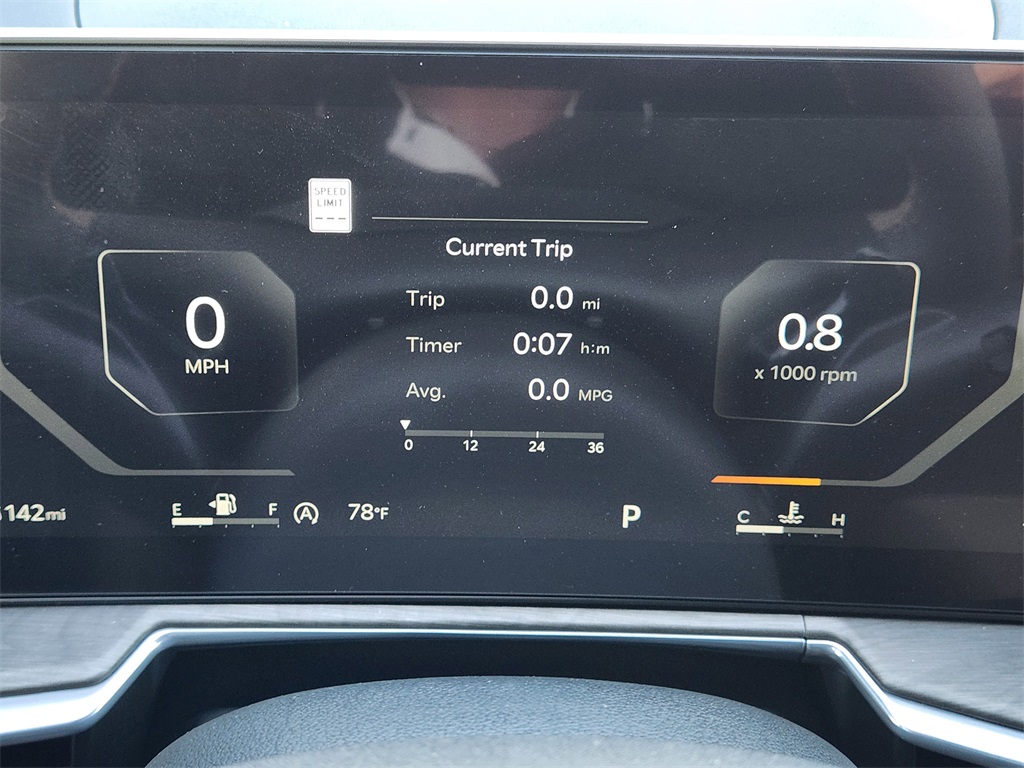 SPEED
LIMIT
---
Current Trip
Trip 0.0 mi
Timer 0:07 h:m
Avg. 0.0 MPG
0 12 24 36
0
MPH
0.8
x 1000 rpm
142mi
E F
A
78°F
P
C H